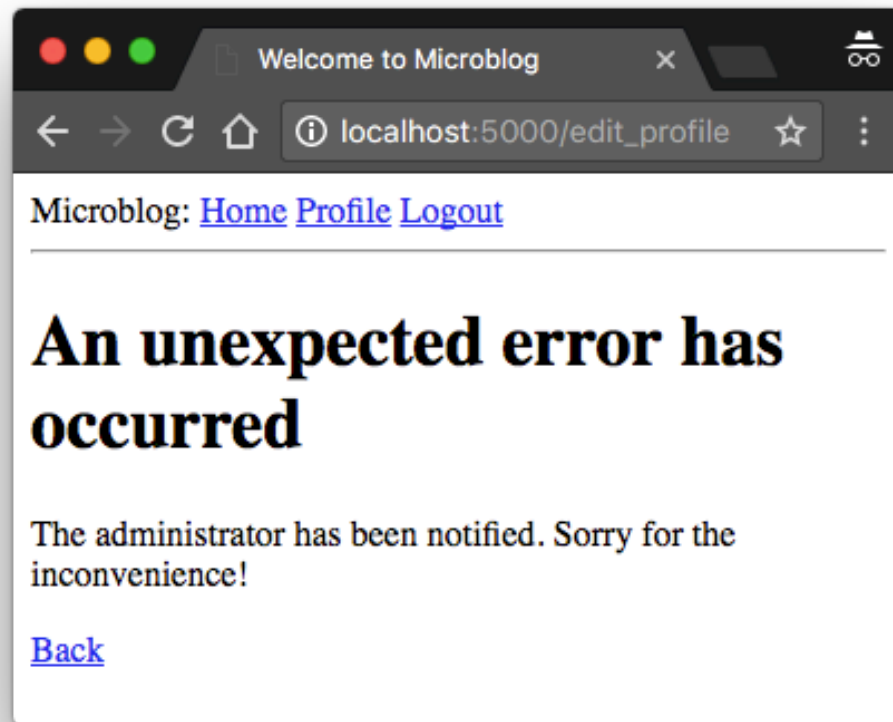 Welcome to Microblog
localhost:5000/edit_profile
Microblog: Home Profile Logout
An unexpected error has
occurred
The administrator has been notified. Sorry for the
inconvenience!
Back